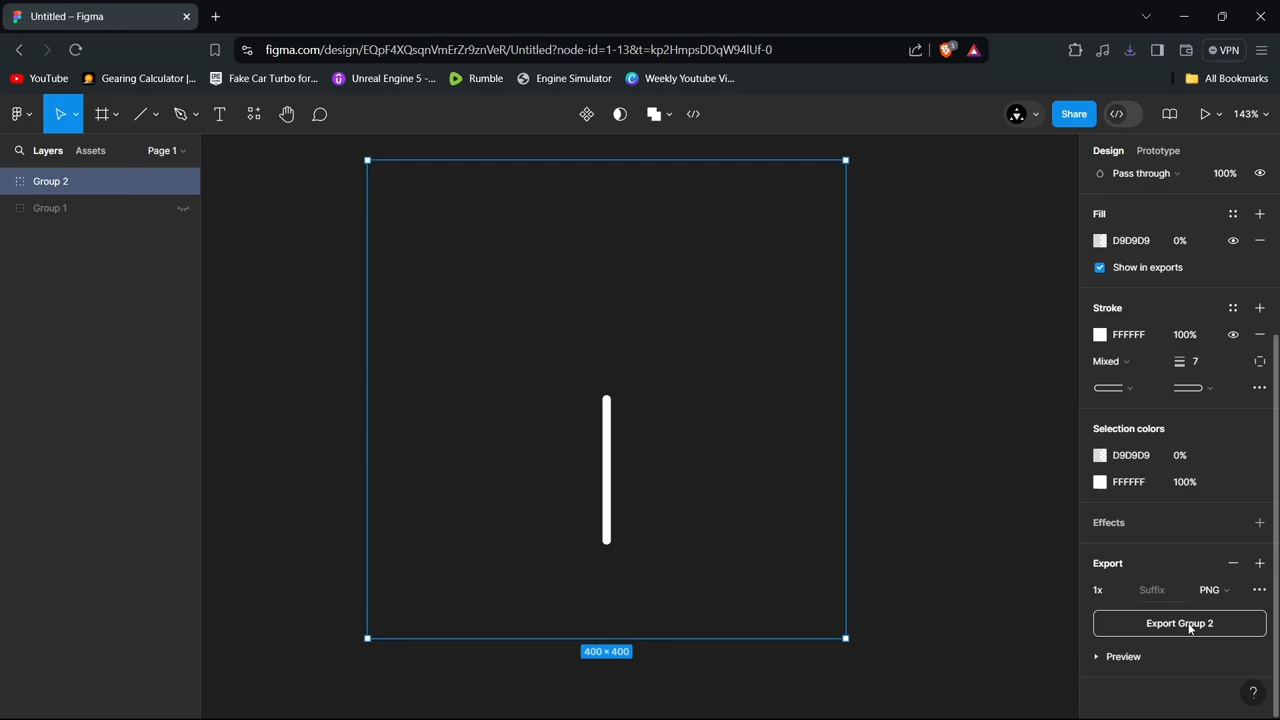 Untitled – Figma
figma.com/design/EQpF4XQsqnVmErZr9znVeR/Untitled?node-id=1-13&t=kp2HmpsDDqW94lUf-0
5
VPN
YouTube
Gearing Calculator |...
Fake Car Turbo for...
Unreal Engine 5 -...
Rumble
Engine Simulator
Weekly Youtube Vi...
All Bookmarks
Share
143%
Layers
Assets
Page 1
Group 2
Group 1
400 × 400
Design
Prototype
Pass through
100%
Fill
D9D9D9
0%
Show in exports
Stroke
FFFFFF
100%
Mixed
7
Selection colors
D9D9D9
0%
FFFFFF
100%
Effects
Export
1x
Suffix
PNG
Export Group 2
Preview
?